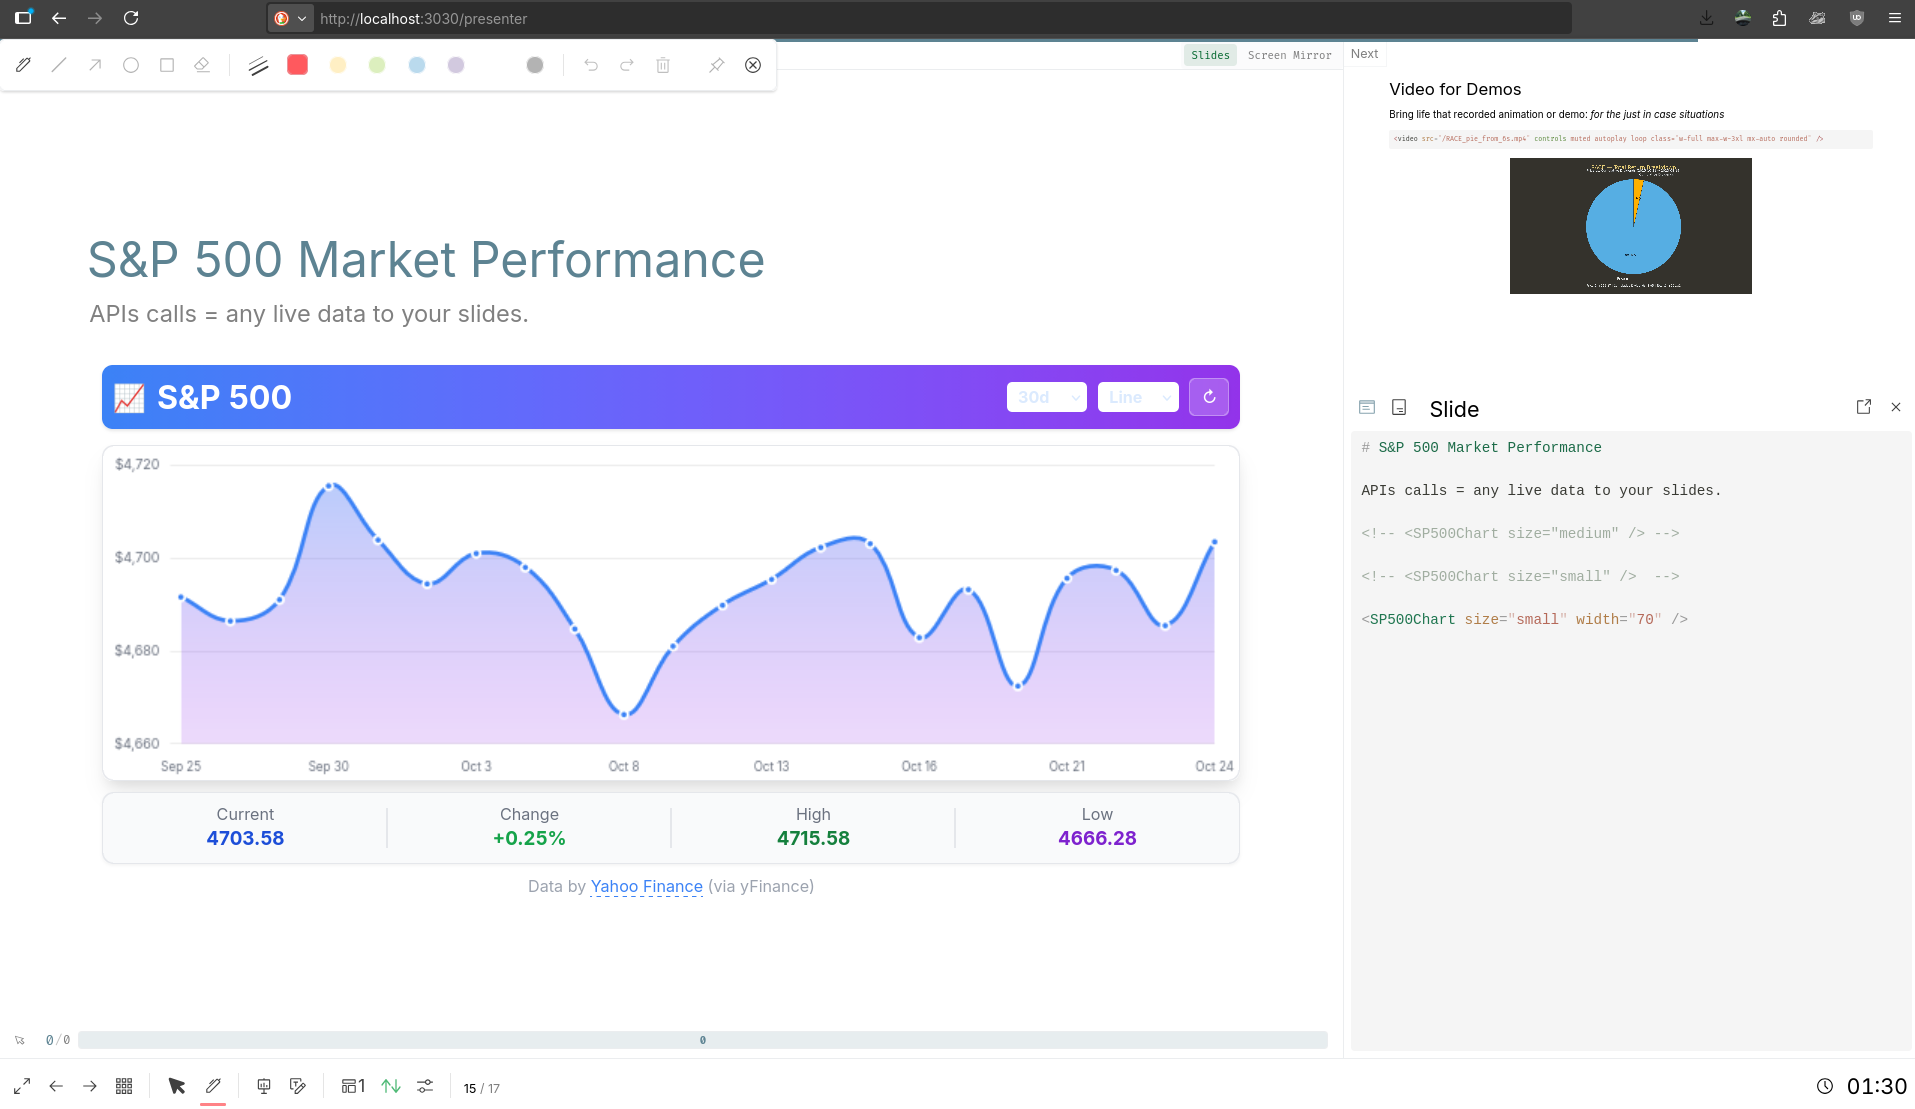 http://localhost:3030/presenter
Slides
Screen Mirror
Next
Video for Demos
Bring life that recorded animation or demo: for the just in case situations
<video src="/RACE_pie_from_6s.mp4" controls muted autoplay loop class="w-full max-w-3xl mx-auto rounded" />
S&P 500 Market Performance
APIs calls = any live data to your slides.
S&P 500
30d
Line
$4,720
$4,700
$4,680
$4,660
Sep 25
Sep 30
Oct 3
Oct 8
Oct 13
Oct 16
Oct 21
Oct 24
Current
4703.58
Change
+0.25%
High
4715.58
Low
4666.28
Data by Yahoo Finance (via yFinance)
Slide
# S&P 500 Market Performance
APIs calls = any live data to your slides.
<!-- <SP500Chart size="medium" /> -->
<!-- <SP500Chart size="small" />  -->
<SP500Chart size="small" width="70" />
0/0
0
1
15 / 17
01:30